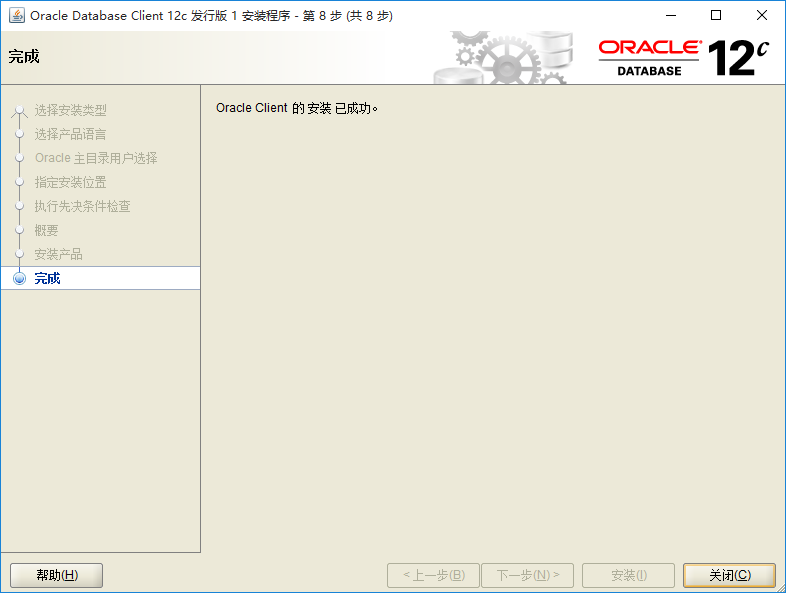 Oracle Database Client 12c 发行版 1 安装程序 - 第 8 步 (共 8 步)
完成
ORACLE
DATABASE
12c
选择安装类型
选择产品语言
Oracle 主目录用户选择
指定安装位置
执行先决条件检查
概要
安装产品
完成
Oracle Client 的 安装 已成功。
帮助(H)
< 上一步(B)
下一步(N) >
安装(I)
关闭(C)